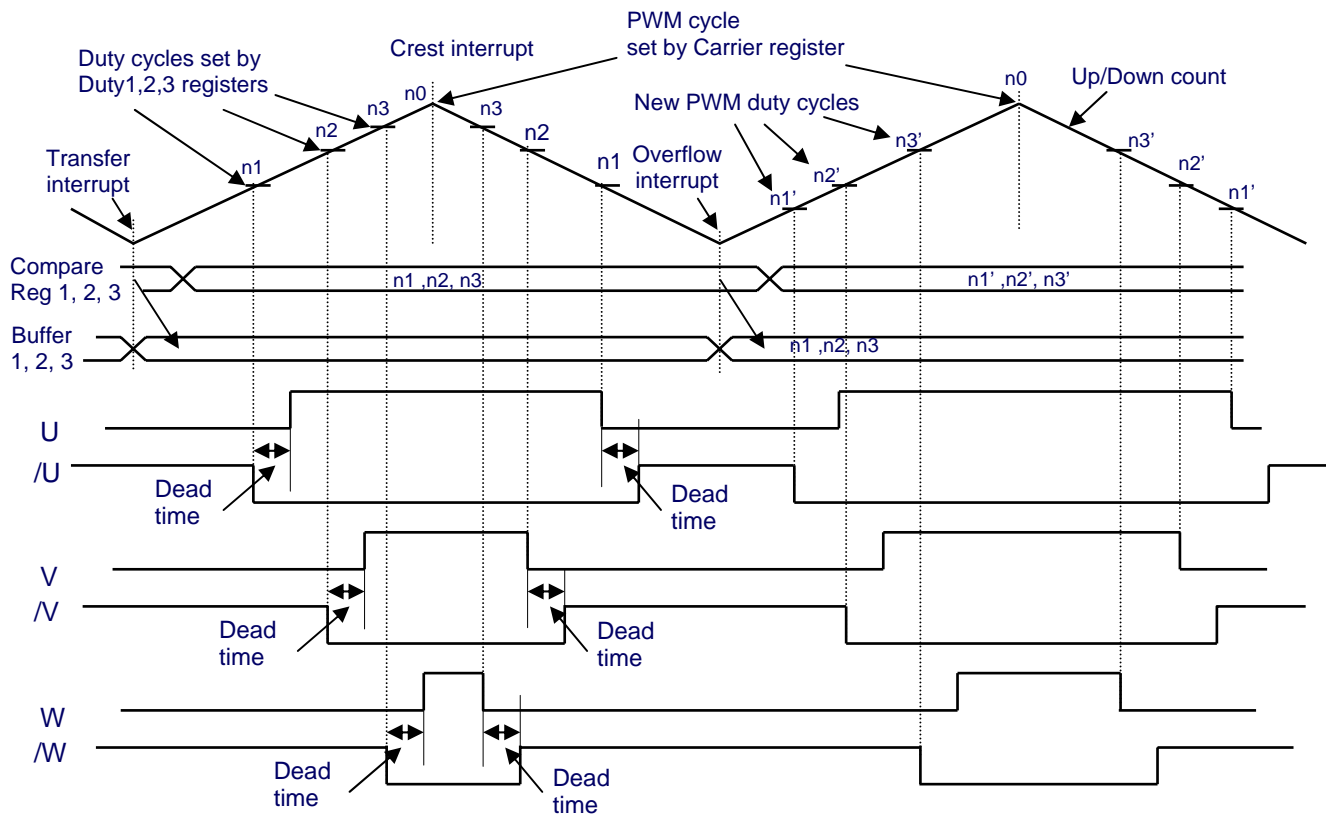 PWM cycle
set by Carrier register
Crest interrupt
Duty cycles set by
Duty1,2,3 registers
Up/Down count
New PWM duty cycles
n0
n0
n3
n3
n2
n2
n1
n1
Transfer
interrupt
Overflow
interrupt
n3’
n2’
n1’
n3’
n2’
n1’
Compare
Reg 1, 2, 3
n1 ,n2, n3
n1’ ,n2’, n3’
Buffer
1, 2, 3
n1 ,n2, n3
U
/U
Dead
time
Dead
time
V
/V
Dead
time
Dead
time
W
/W
Dead
time
Dead
time